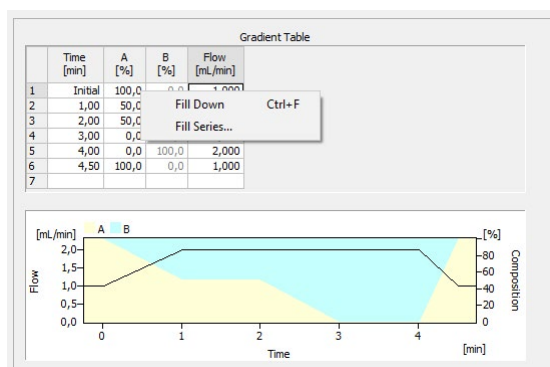 Gradient Table
Time [min] A [%] B [%] Flow [mL/min]
1 Initial 100,0 0,0 1,000
2 1,00 50,0
3 2,00 50,0
4 3,00 0,0
5 4,00 0,0 100,0 2,000
6 4,50 100,0 0,0 1,000
7
Fill Down Ctrl+F
Fill Series...
[mL/min] A B [%]
2,0 80
1,5 60
1,0 40
0,5 20
0,0 0
Flow
Composition
0 1 2 3 4 [min]
Time